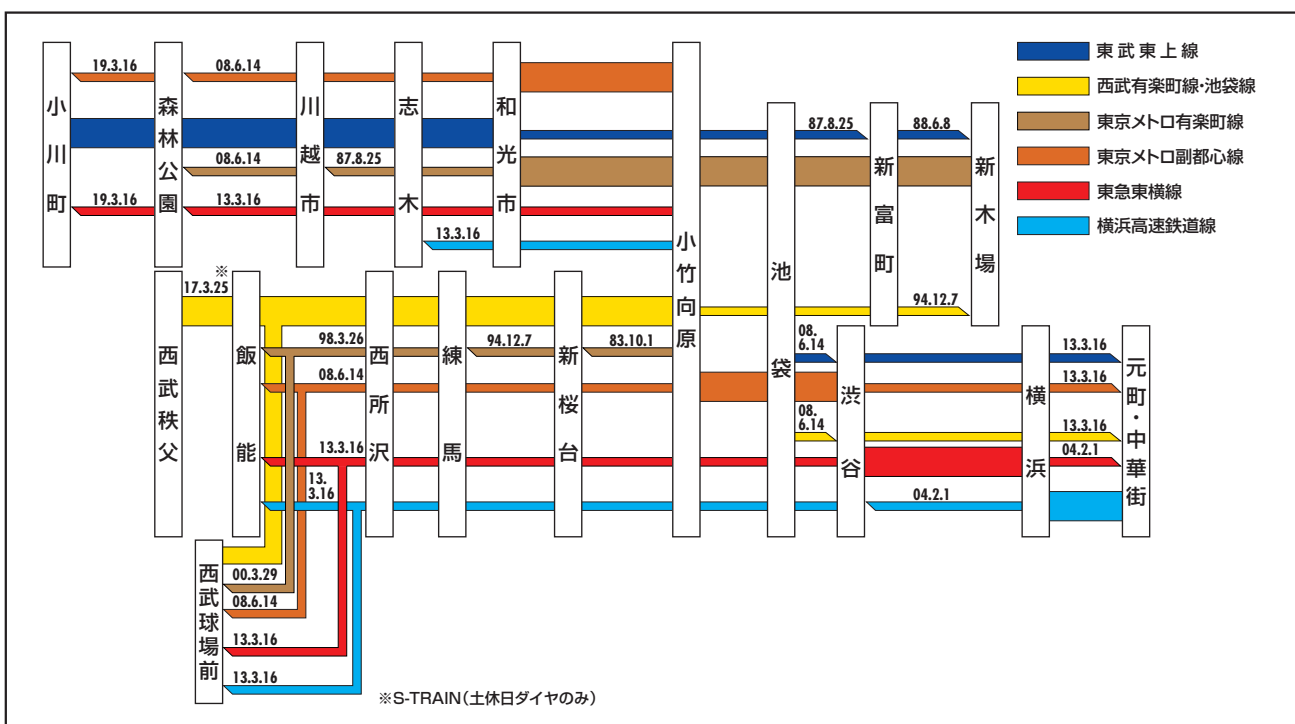 19.3.16
08.6.14
小川町
森林公園
川越市
志木
和光市
08.6.14
87.8.25
19.3.16
13.3.16
13.3.16
小竹向原
池袋
87.8.25
88.6.8
新富町
新木場
94.12.7
東武東上線
西武有楽町線・池袋線
東京メトロ有楽町線
東京メトロ副都心線
東急東横線
横浜高速鉄道線
※
17.3.25
西武秩父
飯能
西所沢
練馬
新桜台
98.3.26
94.12.7
83.10.1
08.6.14
13.3.16
13.
3.16
08.
6.14
渋谷
横浜
元町・中華街
13.3.16
13.3.16
08.
6.14
13.3.16
04.2.1
04.2.1
西武球場前
00.3.29
08.6.14
13.3.16
13.3.16
※S-TRAIN(土休日ダイヤのみ)